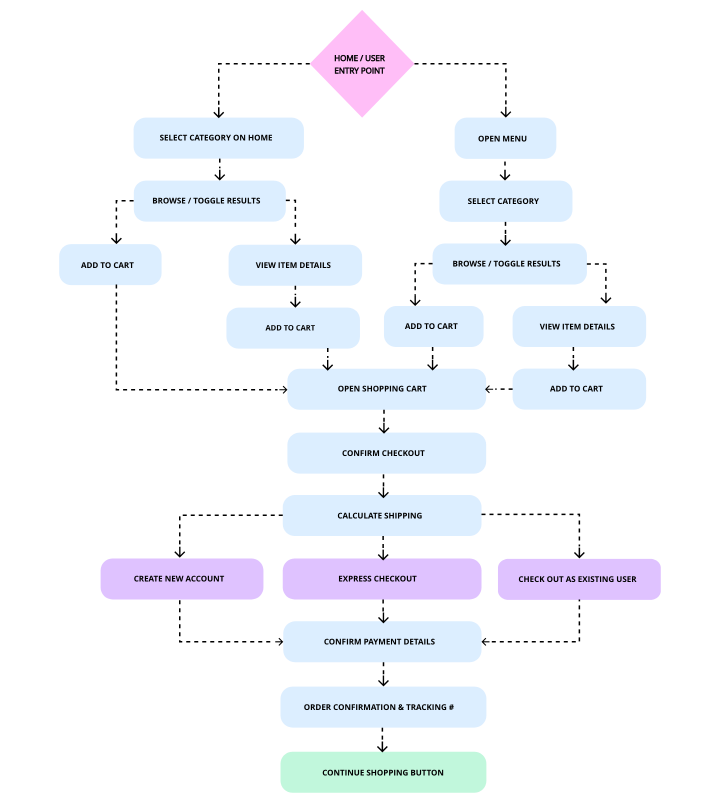 HOME / USER
ENTRY POINT
SELECT CATEGORY ON HOME
OPEN MENU
BROWSE / TOGGLE RESULTS
SELECT CATEGORY
ADD TO CART
VIEW ITEM DETAILS
BROWSE / TOGGLE RESULTS
ADD TO CART
ADD TO CART
VIEW ITEM DETAILS
OPEN SHOPPING CART
ADD TO CART
CONFIRM CHECKOUT
CALCULATE SHIPPING
CREATE NEW ACCOUNT
EXPRESS CHECKOUT
CHECK OUT AS EXISTING USER
CONFIRM PAYMENT DETAILS
ORDER CONFIRMATION & TRACKING #
CONTINUE SHOPPING BUTTON